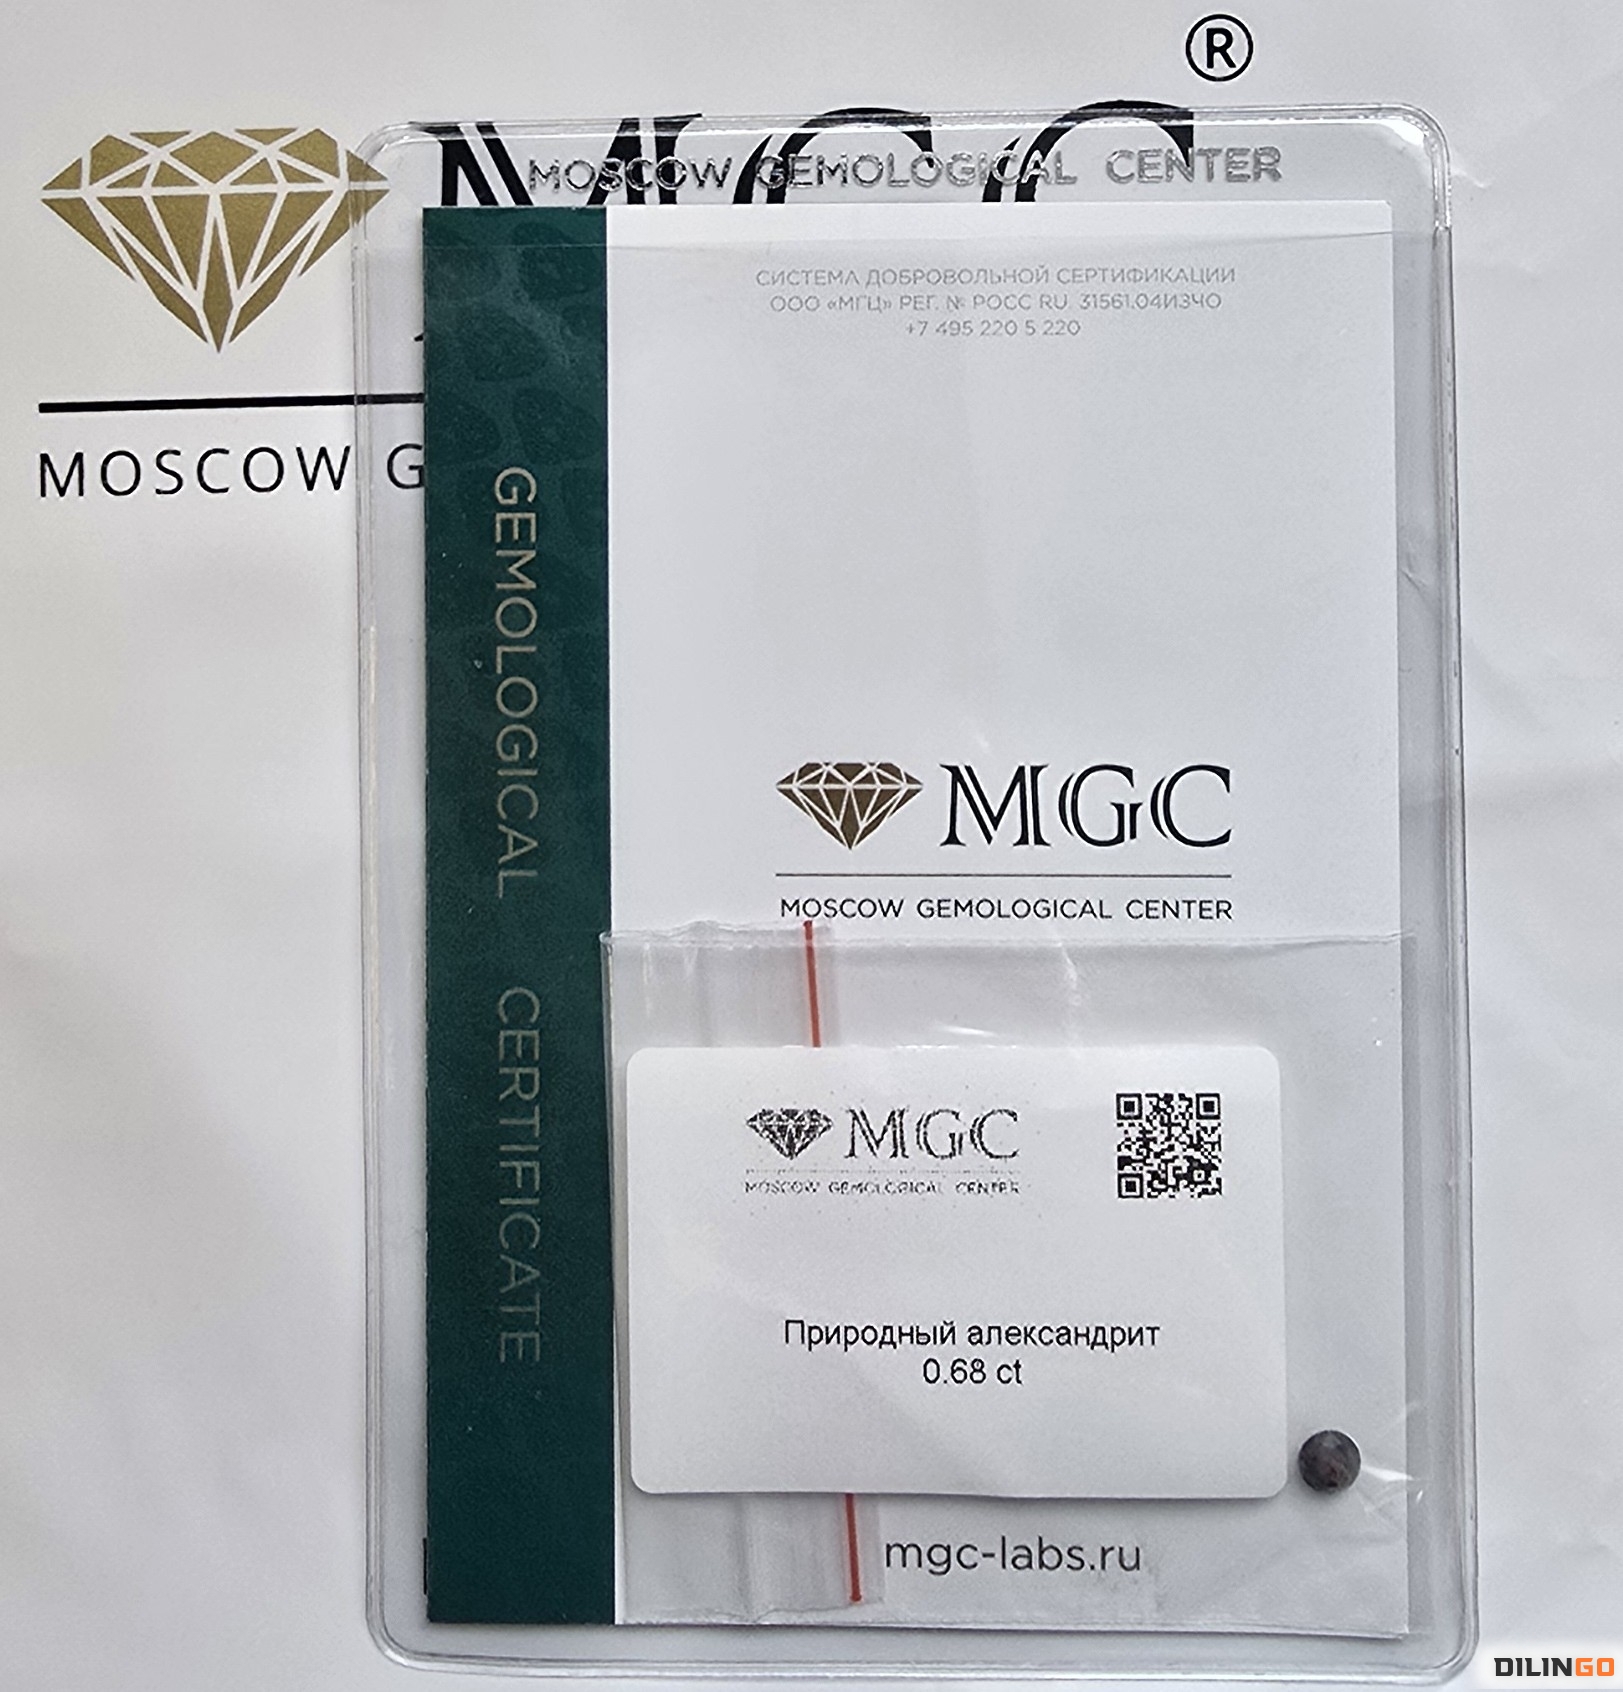 ®
MGC
MOSCOW G
MOSCOW GEMOLOGICAL CENTER
СИСТЕМА ДОБРОВОЛЬНОЙ СЕРТИФИКАЦИИ
ООО «МГЦ» РЕГ. № РОСС RU. 31561.04ИЗЧО
+7 495 220 5 220
GEMOLOGICAL CERTIFICATE
MGC
MOSCOW GEMOLOGICAL CENTER
MGC
MOSCOW GEMOLOGICAL CENTER
Природный александрит
0.68 ct
mgc-labs.ru
DILINGO